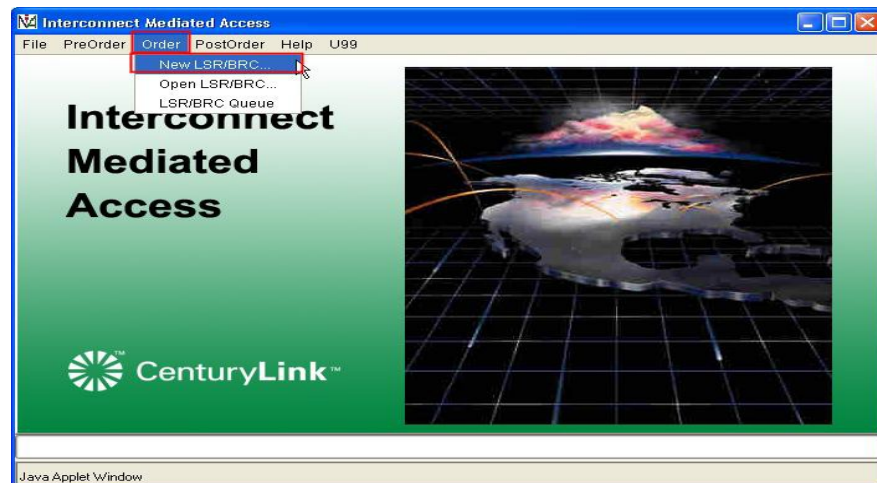 Interconnect Mediated Access
File PreOrder Order PostOrder Help U99
New LSR/BRC...
Open LSR/BRC...
LSR/BRC Queue
Interconnect
Mediated
Access
CenturyLink™
Java Applet Window